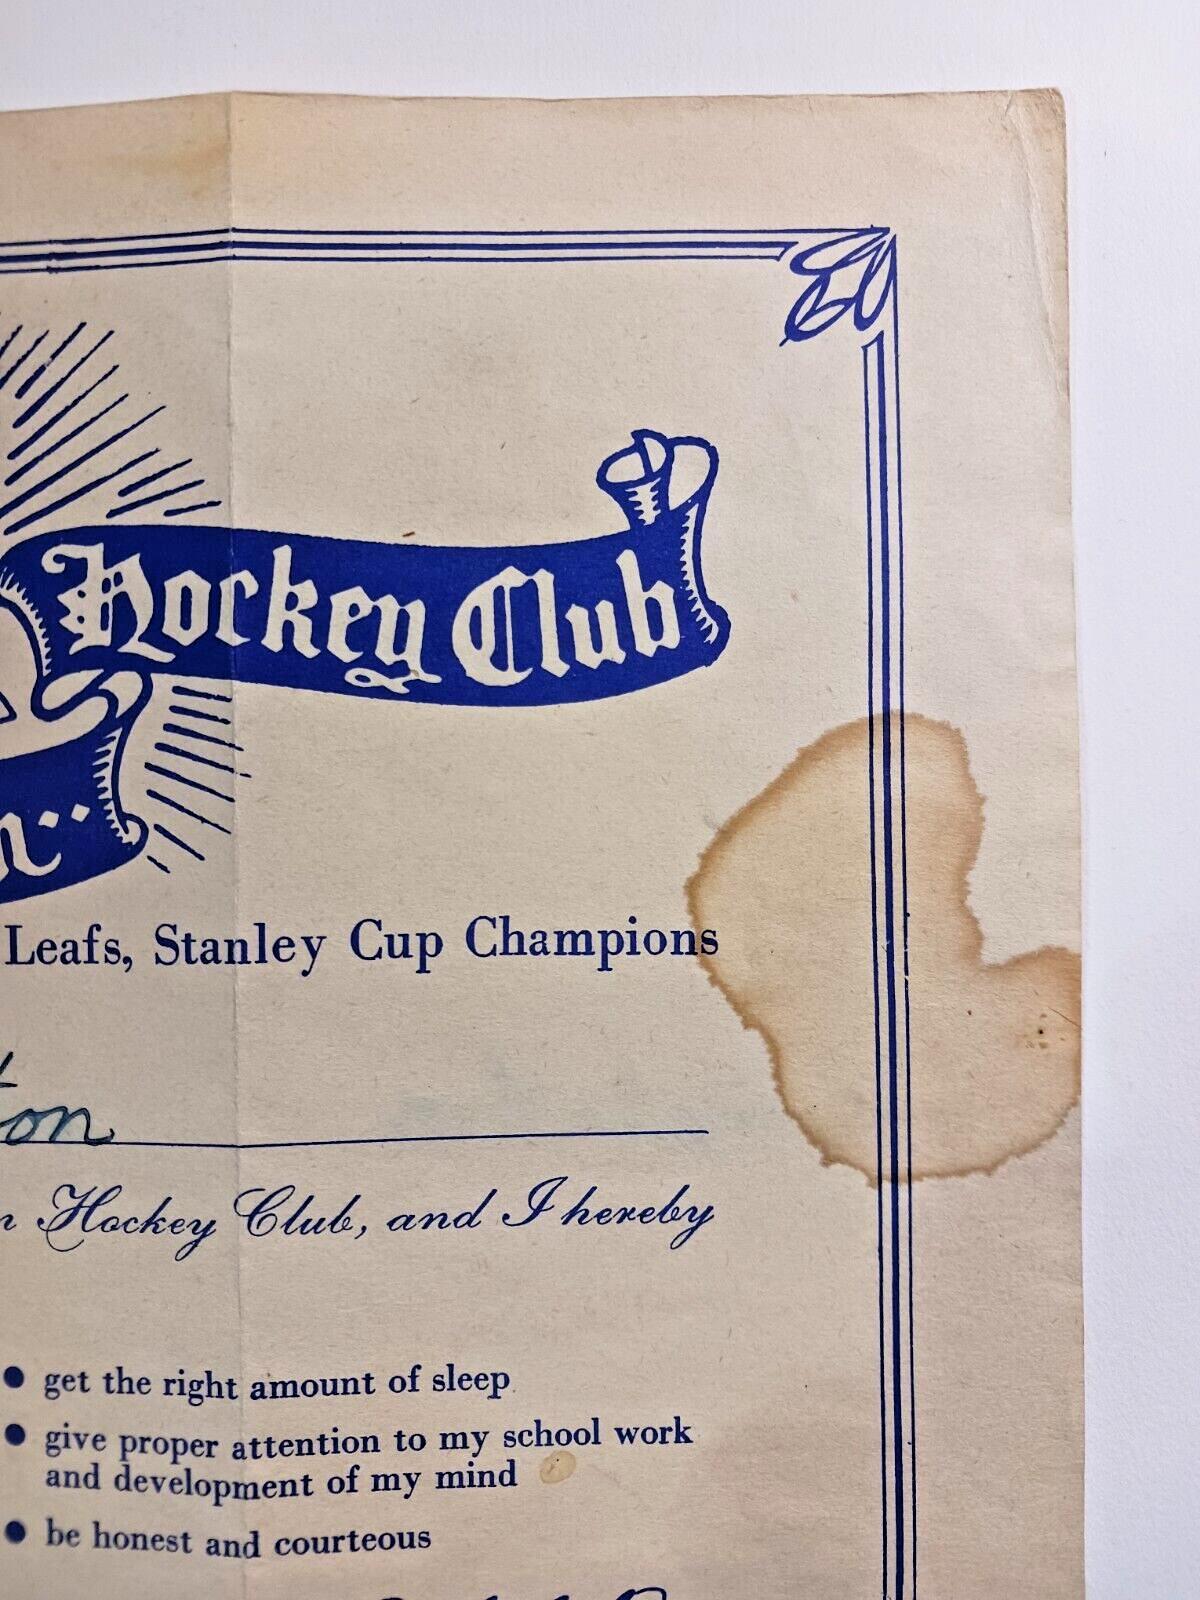 Hockey Club
Leafs, Stanley Cup Champions
on
Hockey Club, and I hereby
• get the right amount of sleep
• give proper attention to my school work
and development of my mind
• be honest and courteous